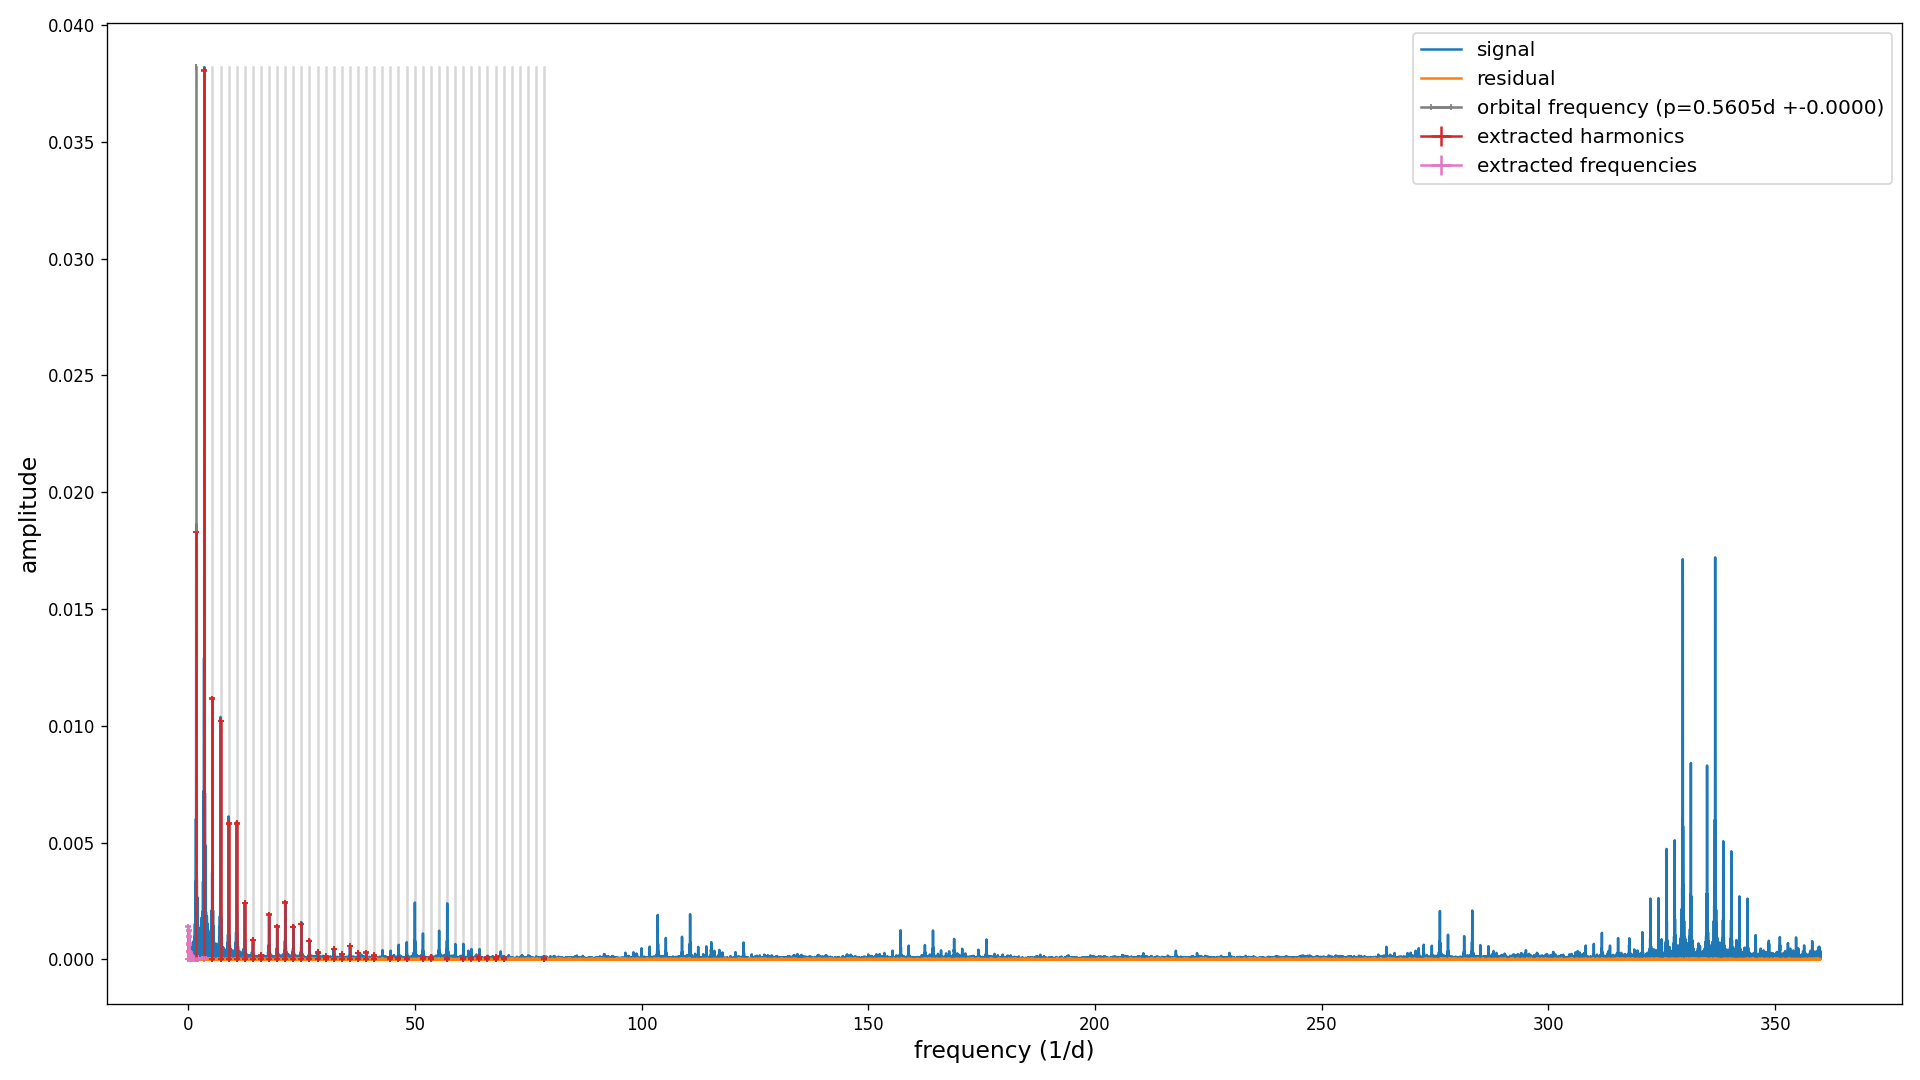 0.040
0.035
0.030
0.025
0.020
0.015
0.010
0.005
0.000
amplitude
0 50 100 150 200 250 300 350
frequency (1/d)
signal
residual
orbital frequency (p=0.5605d +-0.0000)
extracted harmonics
extracted frequencies